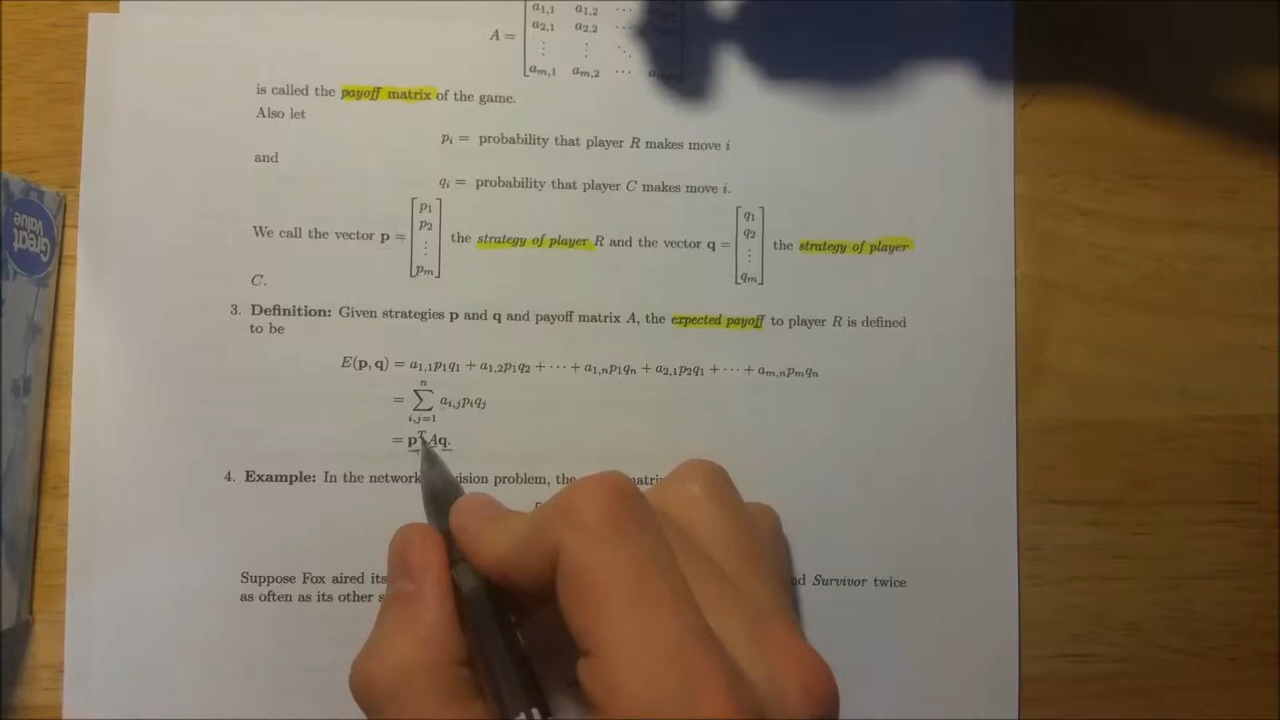 a1,1 a1,2 ⋯
a2,1 a2,2 ⋯
A =
⋮ ⋮ ⋱
am,1 am,2 ⋯
is called the payoff matrix of the game.
Also let
pi = probability that player R makes move i
and
qi = probability that player C makes move i.
We call the vector p = [p1 p2 ⋮ pm] the strategy of player R and the vector q = [q1 q2 ⋮ qm] the strategy of player
C.
3. Definition: Given strategies p and q and payoff matrix A, the expected payoff to player R is defined
to be
E(p, q) = a1,1p1q1 + a1,2p1q2 + ⋯ + a1,np1qn + a2,1p2q1 + ⋯ + am,npmqn
= ∑ n i,j=1 ai,jpiqj
= pTAq.
4. Example: In the network problem, the
Suppose Fox aired its Survivor twice
as often as its other
Great Value